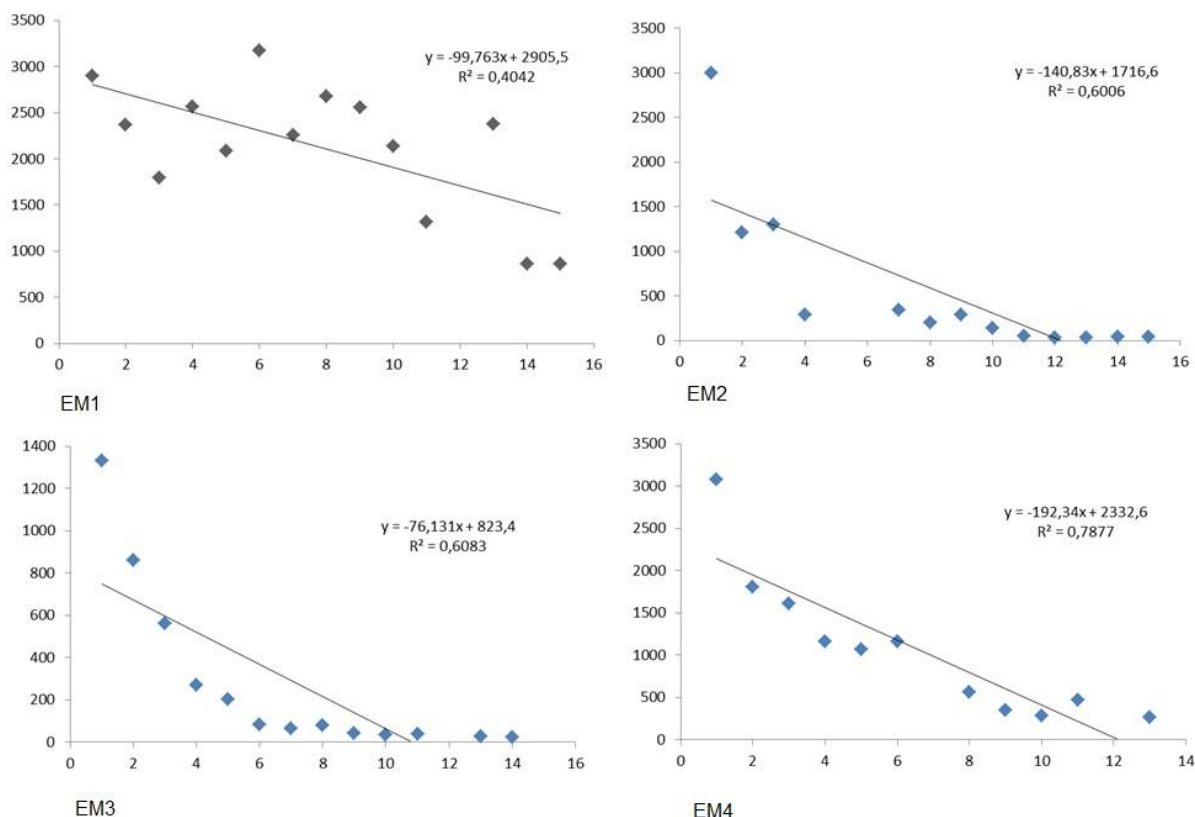 3500
3000
2500
2000
1500
1000
500
0
0 2 4 6 8 10 12 14 16
y = -99,763x + 2905,5
R² = 0,4042
EM1
3500
3000
2500
2000
1500
1000
500
0
0 2 4 6 8 10 12 14 16
y = -140,83x + 1716,6
R² = 0,6006
EM2
1400
1200
1000
800
600
400
200
0
0 2 4 6 8 10 12 14 16
y = -76,131x + 823,4
R² = 0,6083
EM3
3500
3000
2500
2000
1500
1000
500
0
0 2 4 6 8 10 12 14
y = -192,34x + 2332,6
R² = 0,7877
EM4